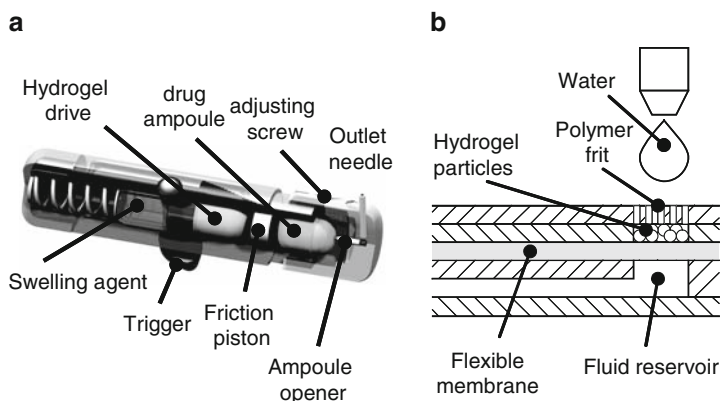 a
Hydrogel
drive
drug
ampoule
adjusting
screw
Outlet
needle
Swelling agent
Trigger
Friction
piston
Ampoule
opener
b
Water
Polymer
frit
Hydrogel
particles
Flexible
membrane
Fluid reservoir